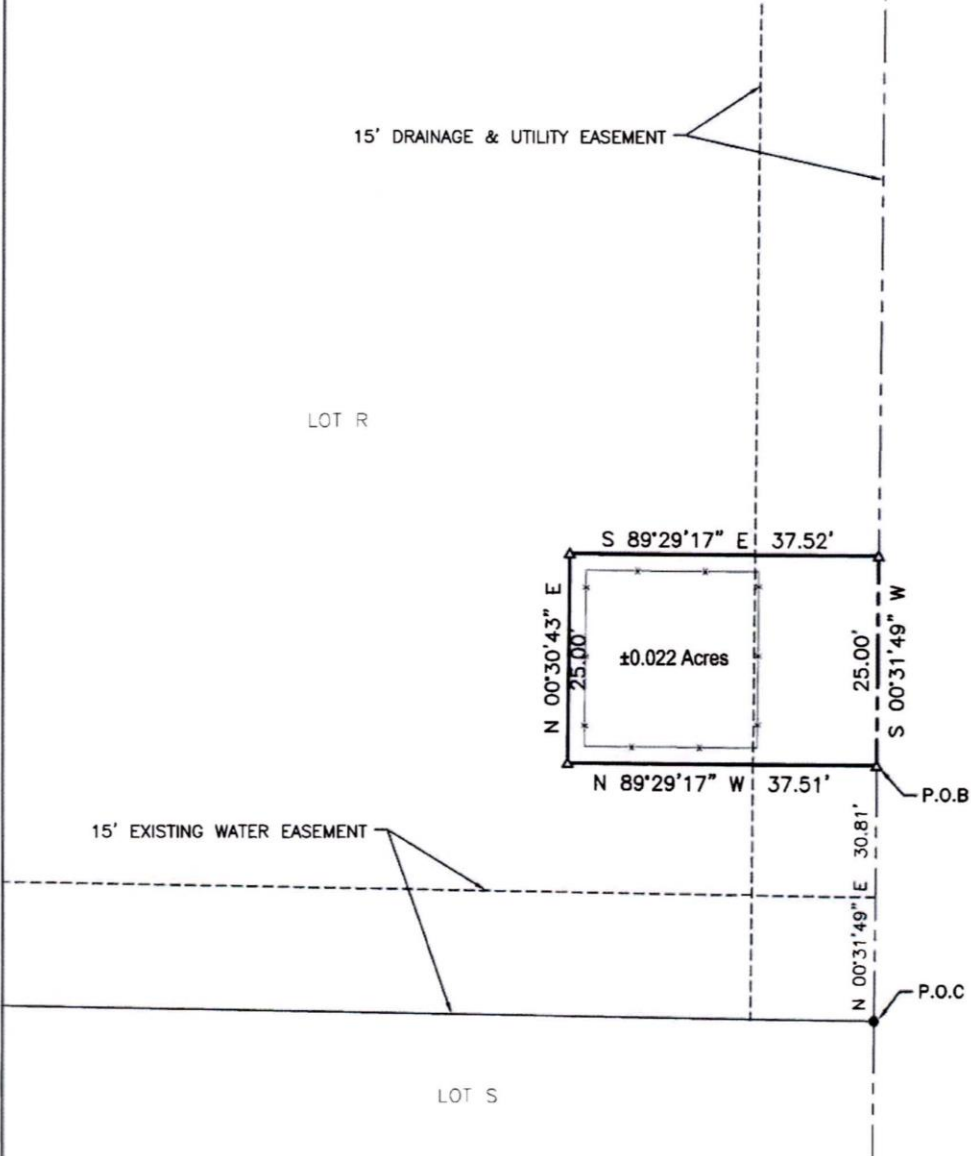 15' DRAINAGE & UTILITY EASEMENT
LOT R
S 89°29'17" E 37.52'
N 00°30'43" E
25.00'
±0.022 Acres
25.00'
S 00°31'49" W
N 89°29'17" W 37.51'
P.O.B
15' EXISTING WATER EASEMENT
N 00°31'49" E 30.81'
P.O.C
LOT S